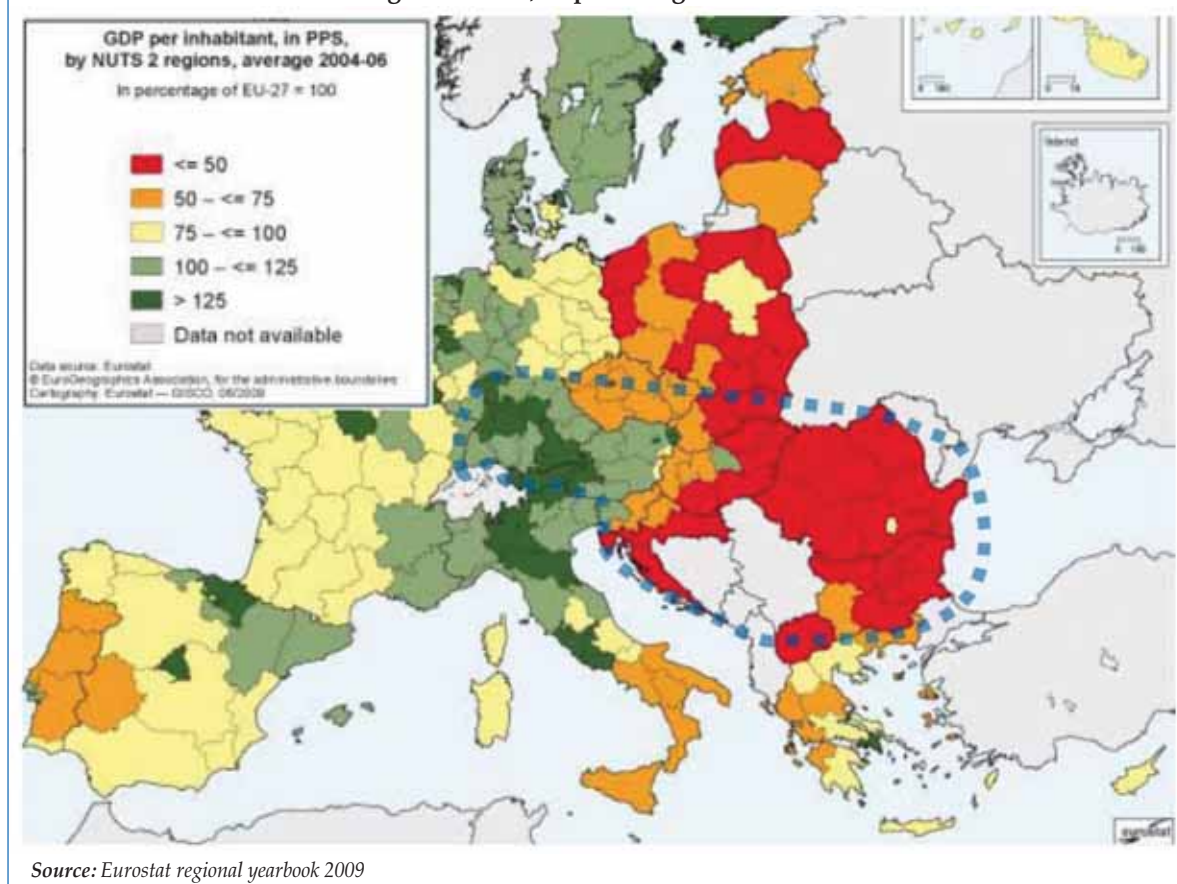 GDP per inhabitant, in PPS,
by NUTS 2 regions, average 2004-06
In percentage of EU-27 = 100
<= 50
50 – <= 75
75 – <= 100
100 – <= 125
> 125
Data not available
Data source: Eurostat
© EuroGeographics Association, for the administrative boundaries
Cartography: Eurostat — GISCO, 06/2009
Island
eurostat
Source: Eurostat regional yearbook 2009